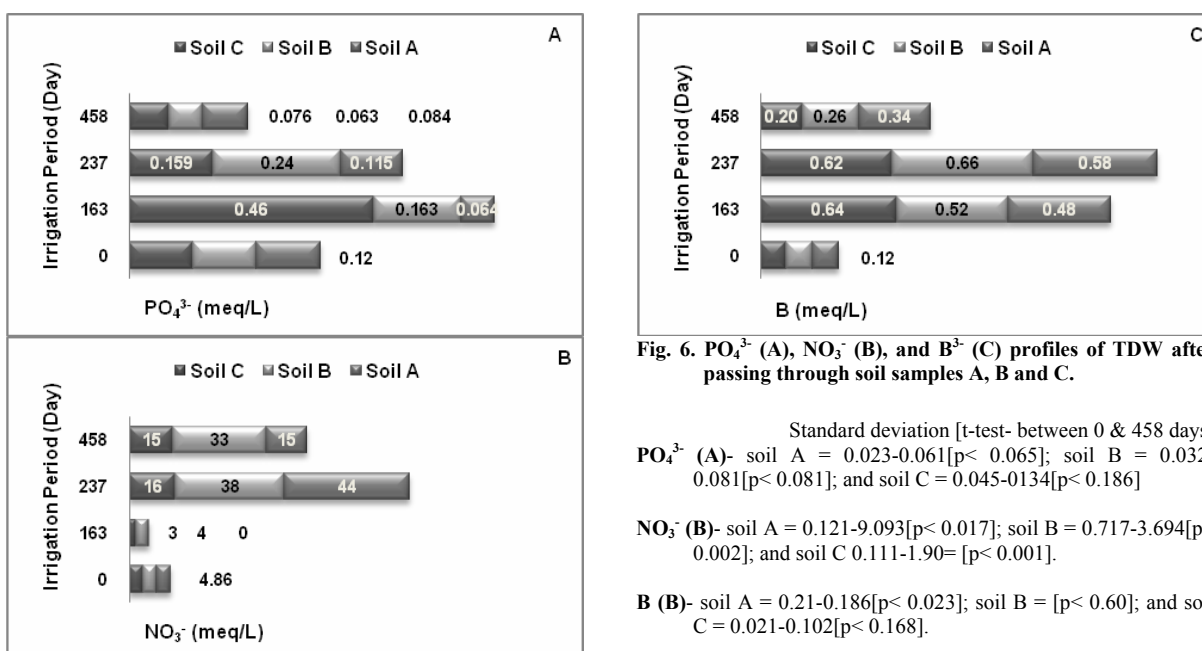 A
■ Soil C ■ Soil B ■ Soil A
Irrigation Period (Day)
458 0.076 0.063 0.084
237 0.159 0.24 0.115
163 0.46 0.163 0.064
0 0.12
PO₄³⁻ (meq/L)
B
■ Soil C ■ Soil B ■ Soil A
Irrigation Period (Day)
458 15 33 15
237 16 38 44
163 3 4 0
0 4.86
NO₃⁻ (meq/L)
C
■ Soil C ■ Soil B ■ Soil A
Irrigation Period (Day)
458 0.20 0.26 0.34
237 0.62 0.66 0.58
163 0.64 0.52 0.48
0 0.12
B (meq/L)
Fig. 6. PO₄³⁻ (A), NO₃⁻ (B), and B³⁻ (C) profiles of TDW afte
passing through soil samples A, B and C.
Standard deviation [t-test- between 0 & 458 days
PO₄³⁻ (A)- soil A = 0.023-0.061[p< 0.065]; soil B = 0.032
0.081[p< 0.081]; and soil C = 0.045-0134[p< 0.186]
NO₃⁻ (B)- soil A = 0.121-9.093[p< 0.017]; soil B = 0.717-3.694[p
0.002]; and soil C 0.111-1.90= [p< 0.001].
B (B)- soil A = 0.21-0.186[p< 0.023]; soil B = [p< 0.60]; and so
C = 0.021-0.102[p< 0.168].